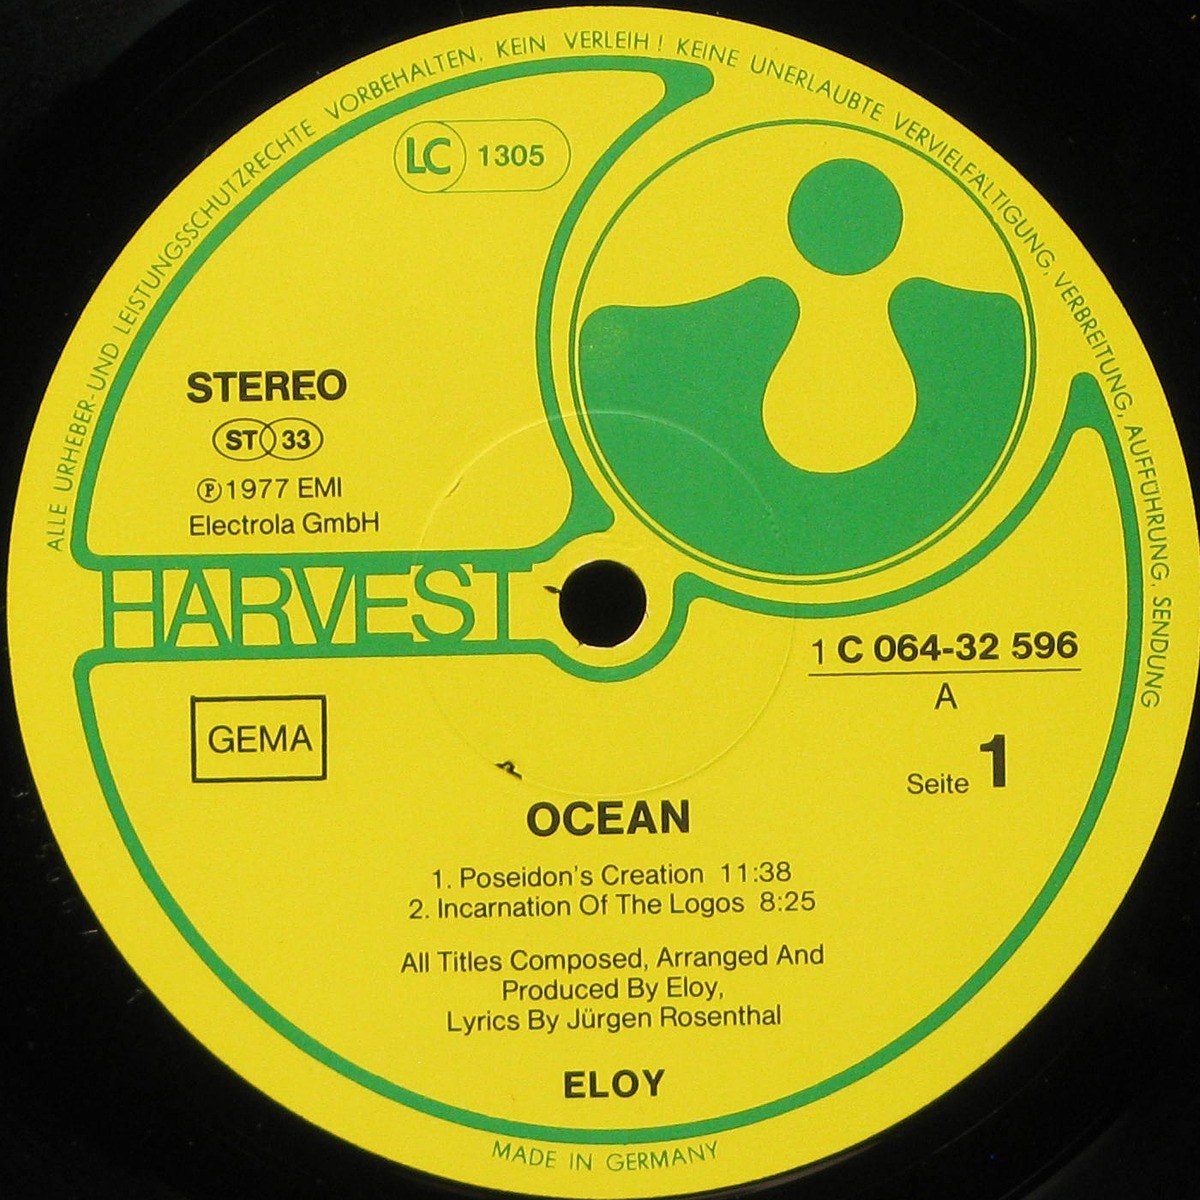 ALLE URHEBER-UND LEISTUNGSSCHUTZRECHTE VORBEHALTEN. KEIN VERLEIH! KEINE UNERLAUBTE VERVIELFÄLTIGUNG, VERBREITUNG, AUFFÜHRUNG, SENDUNG
LC 1305
STEREO
ST 33
℗1977 EMI
Electrola GmbH
HARVEST
1 C 064-32 596
A
GEMA
Seite 1
OCEAN
1. Poseidon's Creation 11:38
2. Incarnation Of The Logos 8:25
All Titles Composed, Arranged And
Produced By Eloy,
Lyrics By Jürgen Rosenthal
ELOY
MADE IN GERMANY